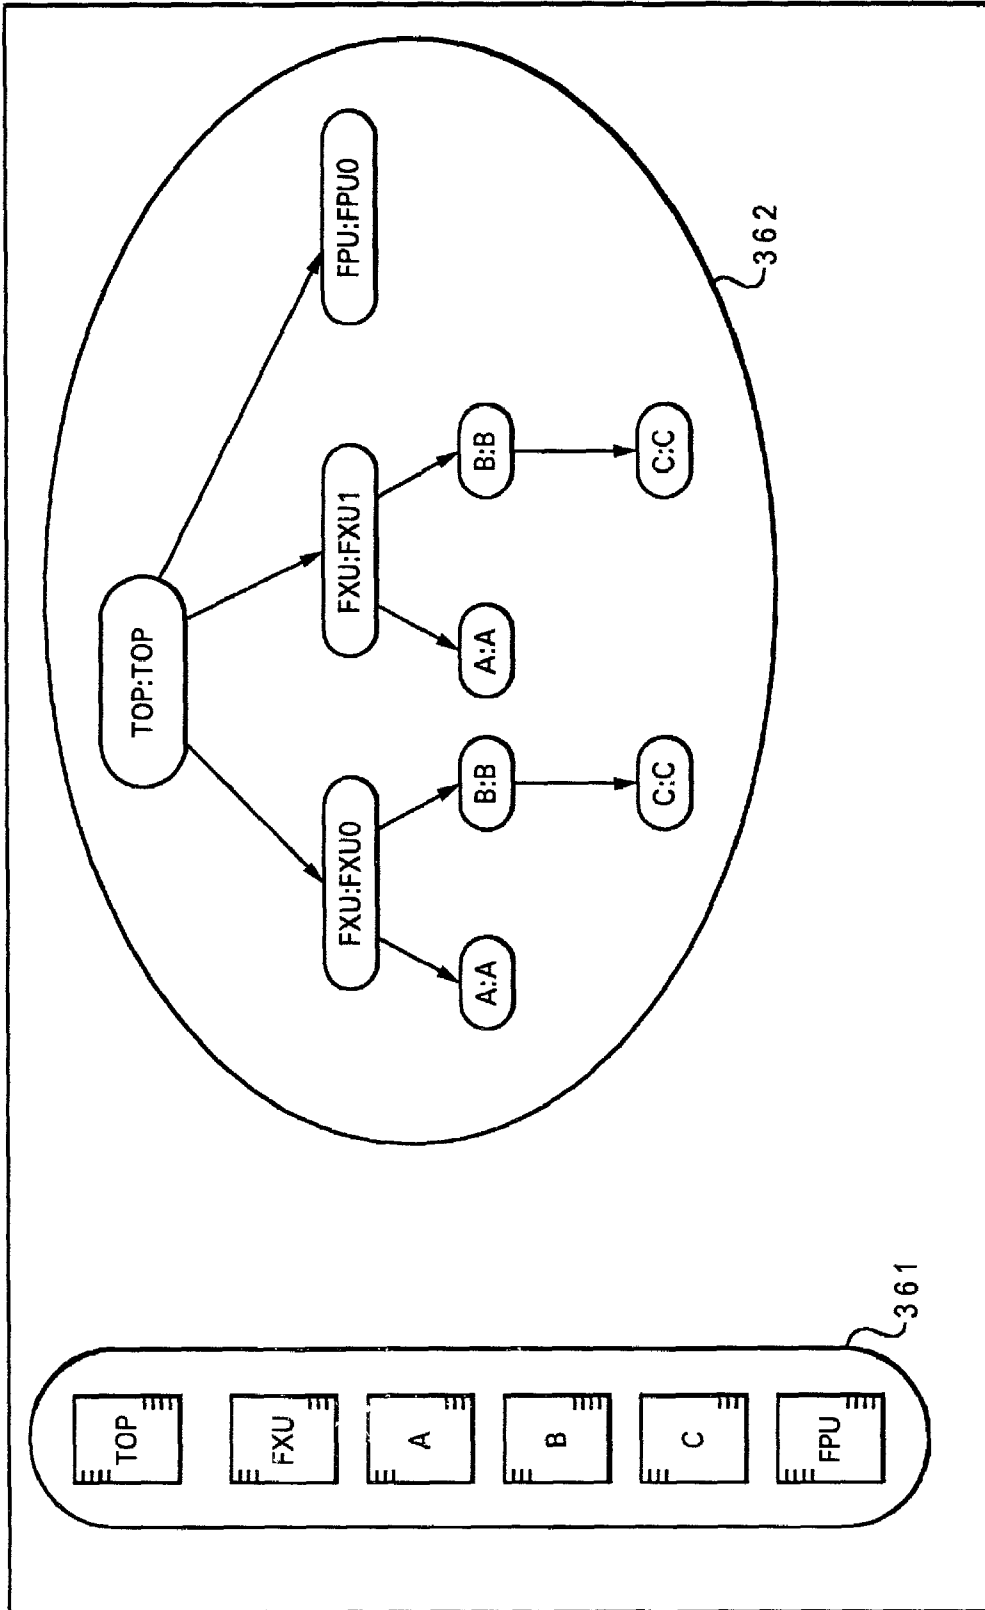 TOP
FXU
A
B
C
FPU
361
TOP:TOP
FXU:FXU0
FXU:FXU1
FPU:FPU0
A:A
B:B
A:A
B:B
C:C
C:C
362